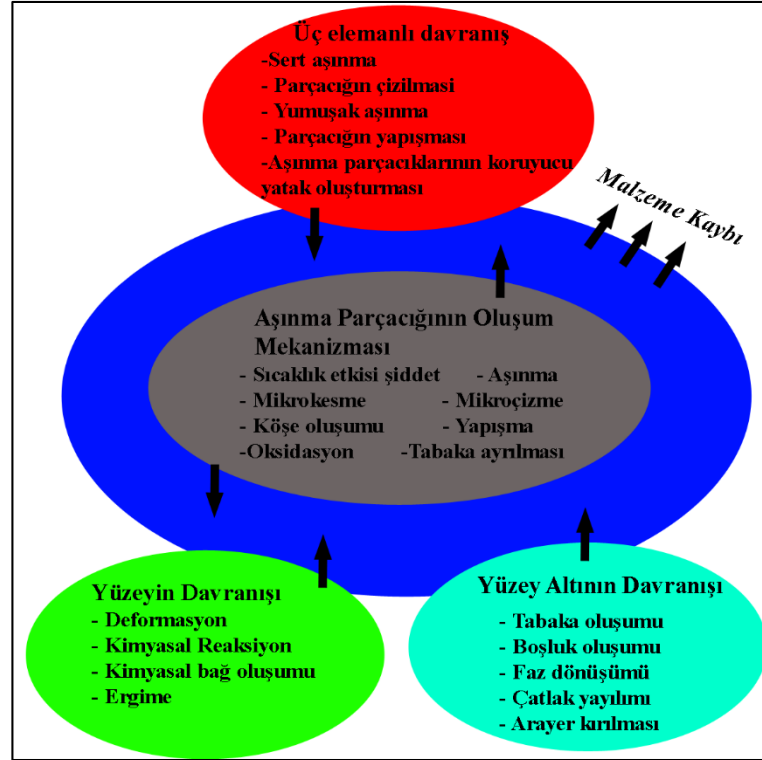 Üç elemanlı davranış
-Sert aşınma
- Parçacığın çizilmasi
- Yumuşak aşınma
- Parçacığın yapışması
-Aşınma parçacıklarının koruyucu
yatak oluşturması
Malzeme Kaybı
Aşınma Parçacığının Oluşum
Mekanizması
- Sıcaklık etkisi şiddet - Aşınma
- Mikrokesme - Mikroçizme
- Köşe oluşumu - Yapışma
-Oksidasyon -Tabaka ayrılması
Yüzeyin Davranışı
- Deformasyon
- Kimyasal Reaksiyon
- Kimyasal bağ oluşumu
- Ergime
Yüzey Altının Davranışı
- Tabaka oluşumu
- Boşluk oluşumu
- Faz dönüşümü
- Çatlak yayılımı
- Arayer kırılması